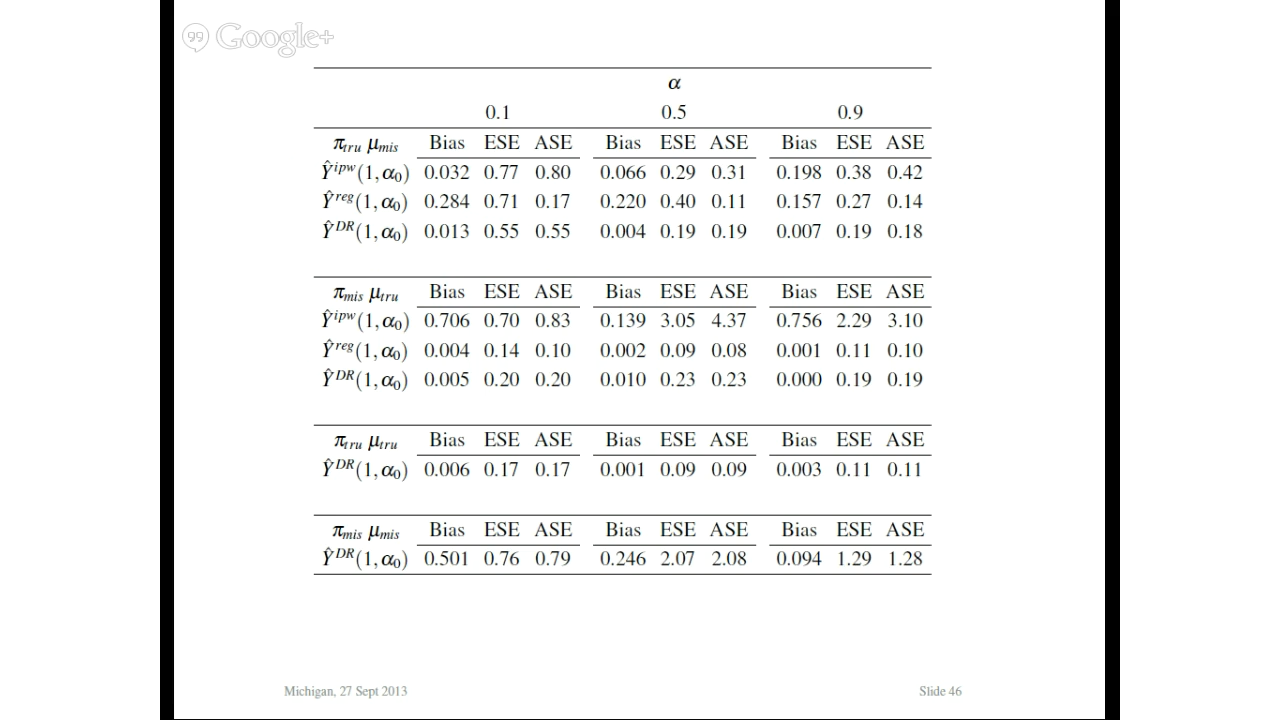 99 Google+
α
0.1 0.5 0.9
π_tru μ_mis Bias ESE ASE Bias ESE ASE Bias ESE ASE
Ŷ^ipw(1,α₀) 0.032 0.77 0.80 0.066 0.29 0.31 0.198 0.38 0.42
Ŷ^reg(1,α₀) 0.284 0.71 0.17 0.220 0.40 0.11 0.157 0.27 0.14
Ŷ^DR(1,α₀) 0.013 0.55 0.55 0.004 0.19 0.19 0.007 0.19 0.18
π_mis μ_tru Bias ESE ASE Bias ESE ASE Bias ESE ASE
Ŷ^ipw(1,α₀) 0.706 0.70 0.83 0.139 3.05 4.37 0.756 2.29 3.10
Ŷ^reg(1,α₀) 0.004 0.14 0.10 0.002 0.09 0.08 0.001 0.11 0.10
Ŷ^DR(1,α₀) 0.005 0.20 0.20 0.010 0.23 0.23 0.000 0.19 0.19
π_tru μ_tru Bias ESE ASE Bias ESE ASE Bias ESE ASE
Ŷ^DR(1,α₀) 0.006 0.17 0.17 0.001 0.09 0.09 0.003 0.11 0.11
π_mis μ_mis Bias ESE ASE Bias ESE ASE Bias ESE ASE
Ŷ^DR(1,α₀) 0.501 0.76 0.79 0.246 2.07 2.08 0.094 1.29 1.28
Michigan, 27 Sept 2013 Slide 46